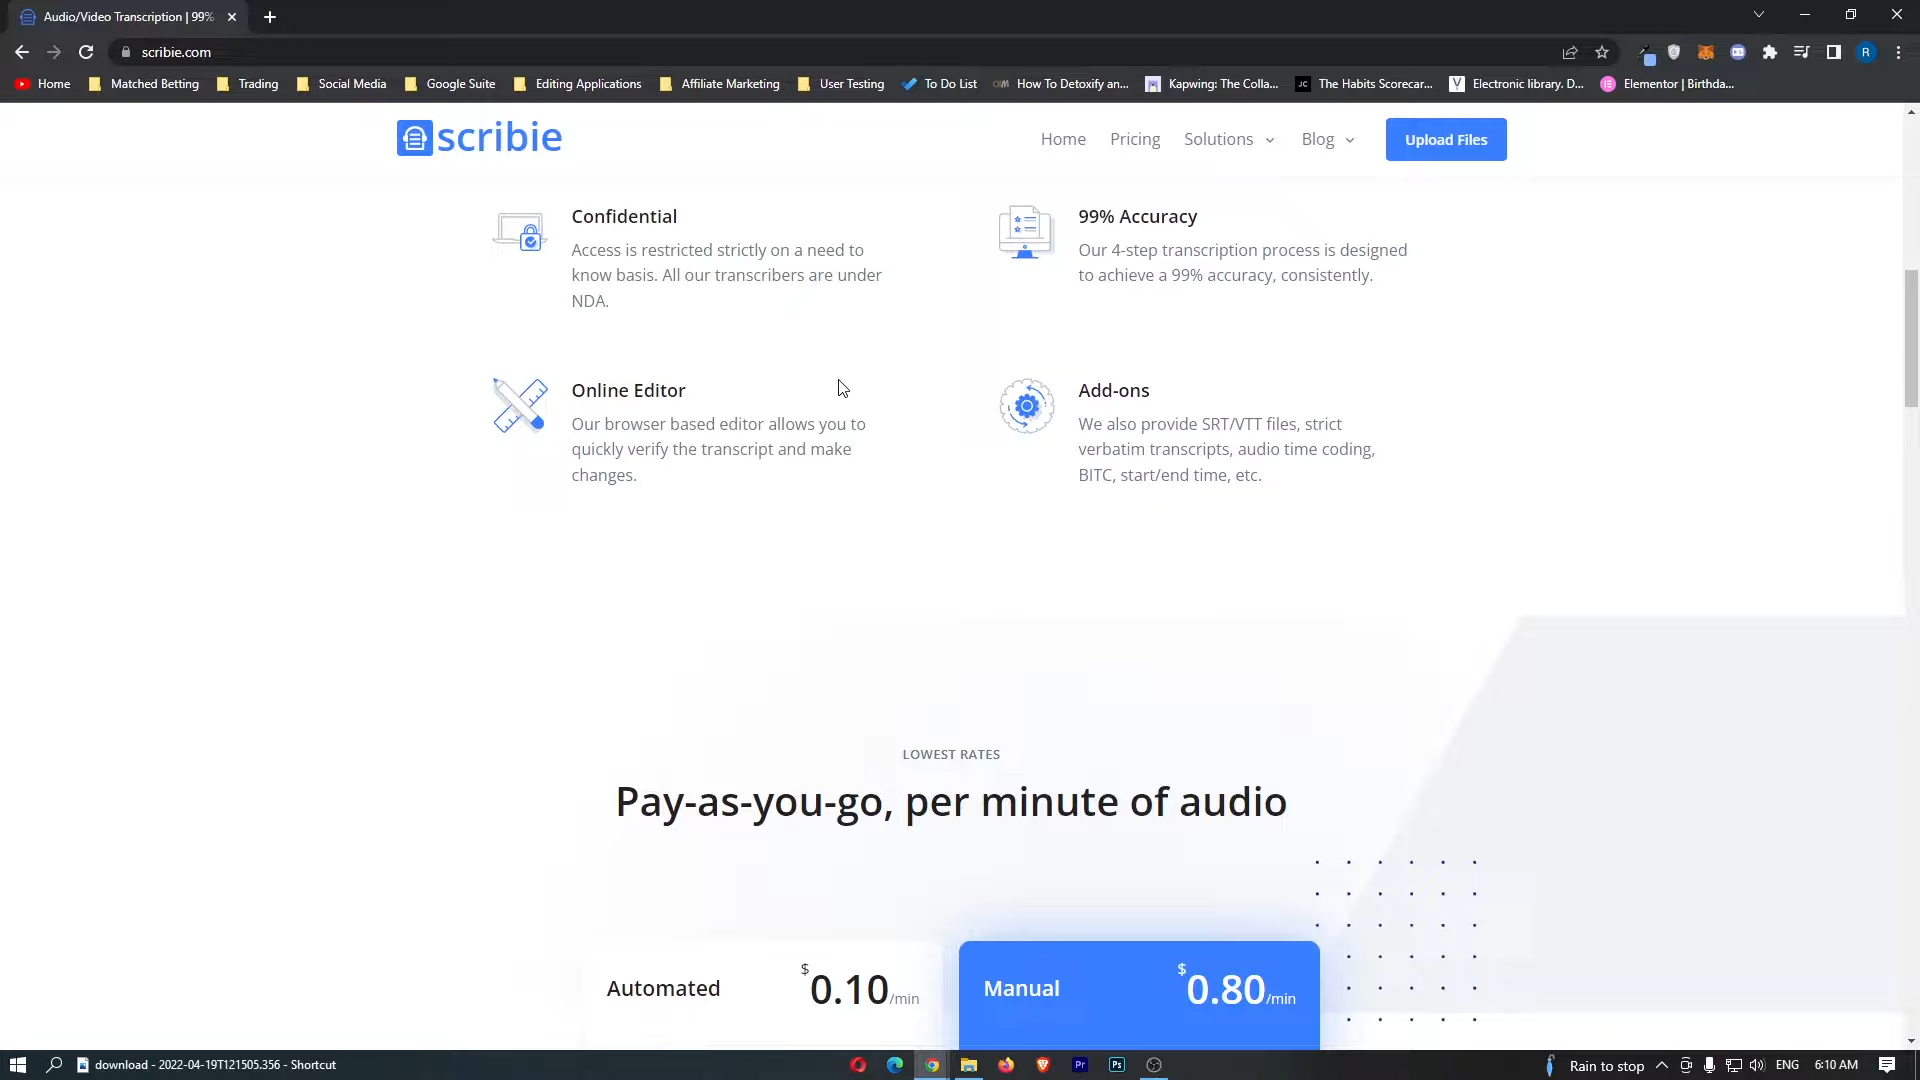 Audio/Video Transcription | 99%
scribie.com
R
Home
Matched Betting
Trading
Social Media
Google Suite
Editing Applications
Affiliate Marketing
User Testing
To Do List
How To Detoxify an...
Kapwing: The Colla...
JC
The Habits Scorecar...
Electronic library. D...
Elementor | Birthda...
scribie
Home
Pricing
Solutions
Blog
Upload Files
Confidential
Access is restricted strictly on a need to
know basis. All our transcribers are under
NDA.
99% Accuracy
Our 4-step transcription process is designed
to achieve a 99% accuracy, consistently.
Online Editor
Our browser based editor allows you to
quickly verify the transcript and make
changes.
Add-ons
We also provide SRT/VTT files, strict
verbatim transcripts, audio time coding,
BITC, start/end time, etc.
LOWEST RATES
Pay-as-you-go, per minute of audio
Automated
$0.10/min
Manual
$0.80/min
download - 2022-04-19T121505.356 - Shortcut
Pr
Ps
Rain to stop
ENG
6:10 AM